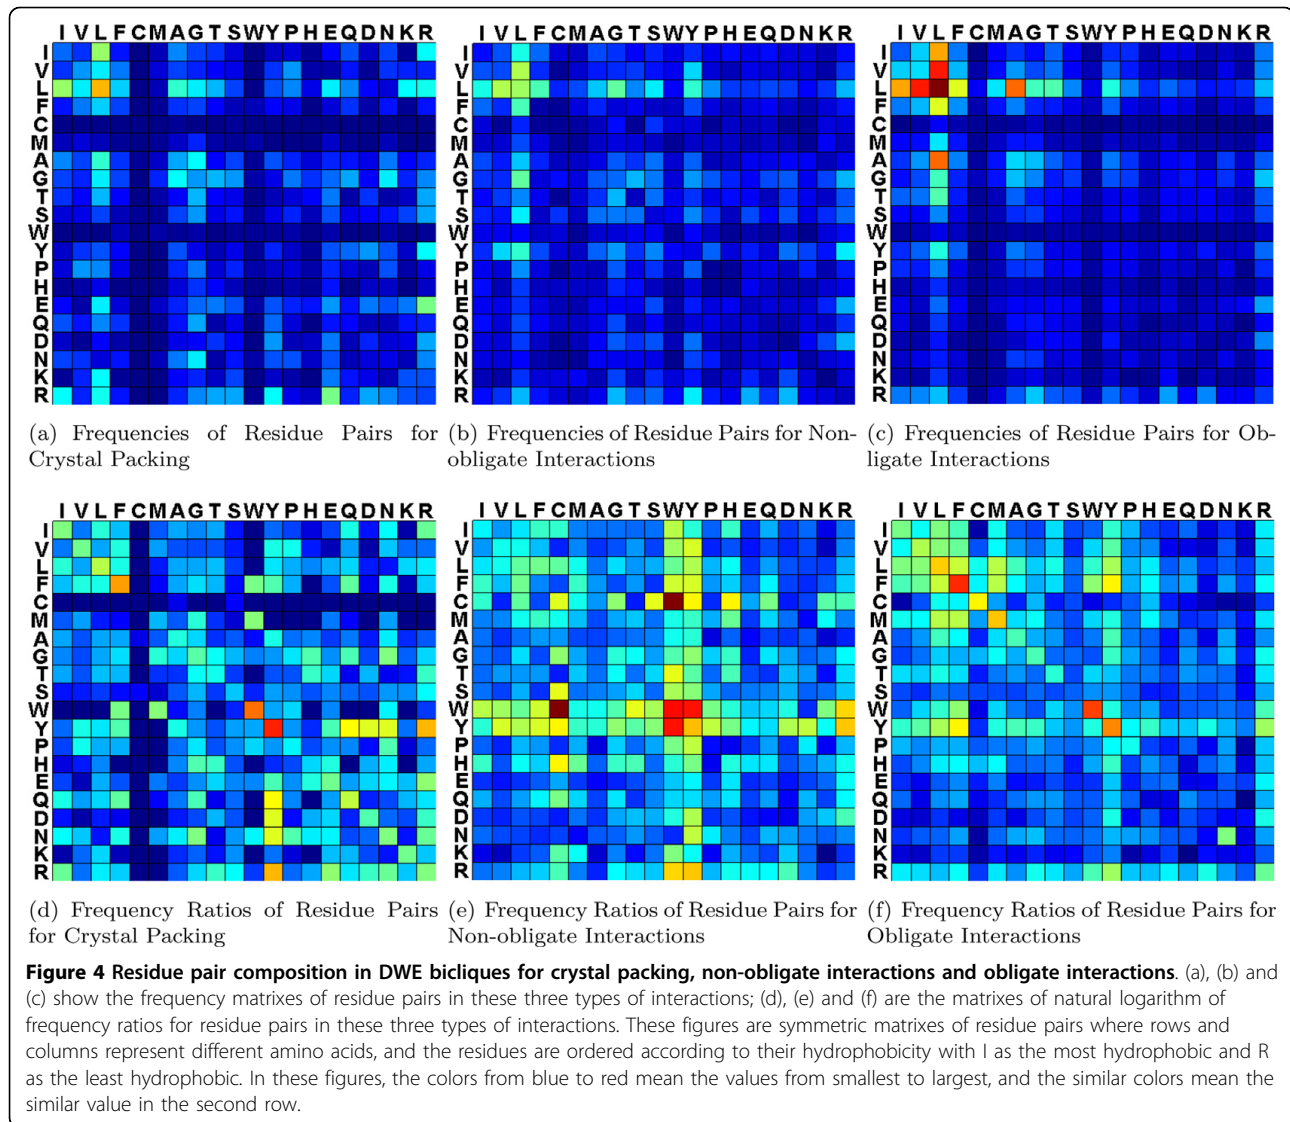 I V L F C M A G T S W Y P H E Q D N K R
I V L F C M A G T S W Y P H E Q D N K R
I V L F C M A G T S W Y P H E Q D N K R
I
V
L
F
C
M
A
G
T
S
W
Y
P
H
E
Q
D
N
K
R
I
V
L
F
C
M
A
G
T
S
W
Y
P
H
E
Q
D
N
K
R
I
V
L
F
C
M
A
G
T
S
W
Y
P
H
E
Q
D
N
K
R
(a) Frequencies of Residue Pairs for
Crystal Packing
(b) Frequencies of Residue Pairs for Non-
obligate Interactions
(c) Frequencies of Residue Pairs for Ob-
ligate Interactions
I V L F C M A G T S W Y P H E Q D N K R
I V L F C M A G T S W Y P H E Q D N K R
I V L F C M A G T S W Y P H E Q D N K R
I
V
L
F
C
M
A
G
T
S
W
Y
P
H
E
Q
D
N
K
R
I
V
L
F
C
M
A
G
T
S
W
Y
P
H
E
Q
D
N
K
R
I
V
L
F
C
M
A
G
T
S
W
Y
P
H
E
Q
D
N
K
R
(d) Frequency Ratios of Residue Pairs
for Crystal Packing
(e) Frequency Ratios of Residue Pairs for
Non-obligate Interactions
(f) Frequency Ratios of Residue Pairs for
Obligate Interactions
Figure 4 Residue pair composition in DWE bicliques for crystal packing, non-obligate interactions and obligate interactions. (a), (b) and
(c) show the frequency matrixes of residue pairs in these three types of interactions; (d), (e) and (f) are the matrixes of natural logarithm of
frequency ratios for residue pairs in these three types of interactions. These figures are symmetric matrixes of residue pairs where rows and
columns represent different amino acids, and the residues are ordered according to their hydrophobicity with I as the most hydrophobic and R
as the least hydrophobic. In these figures, the colors from blue to red mean the values from smallest to largest, and the similar colors mean the
similar value in the second row.